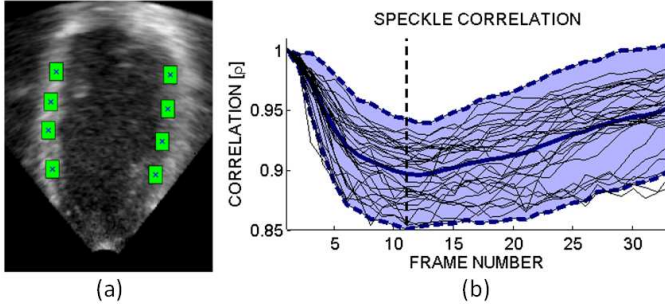 SPECKLE CORRELATION
CORRELATION [ρ]
1
0.95
0.9
0.85
5 10 15 20 25 30
FRAME NUMBER
(a) (b)